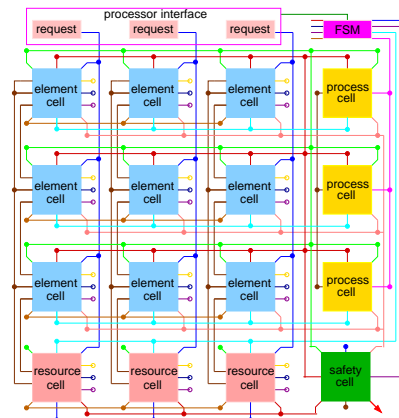 processor interface
request request request FSM
element element element process
cell cell cell cell
element element element process
cell cell cell cell
element element element process
cell cell cell cell
resource resource resource safety
cell cell cell cell